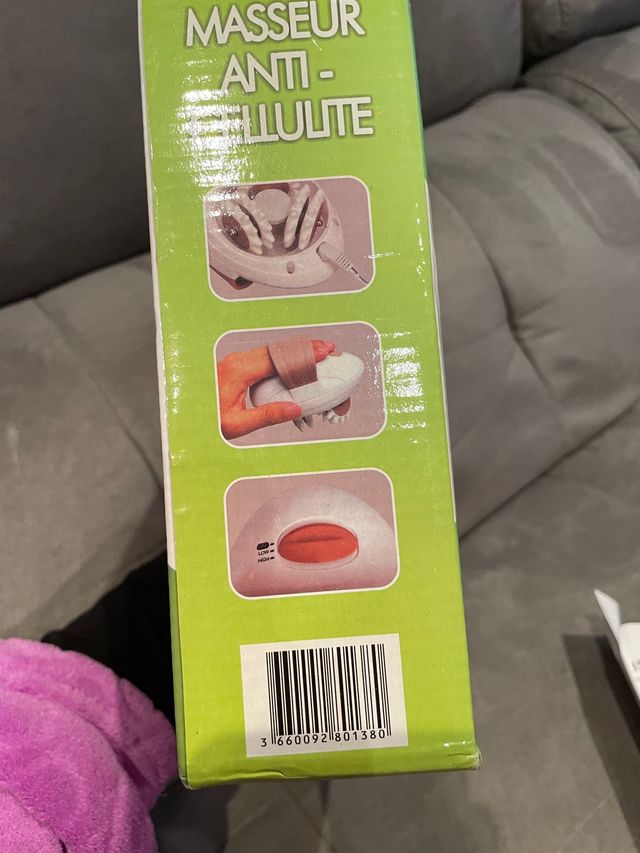 MASSEUR
ANTI -
CELLULITE
LOW
HIGH
3 660092 801380